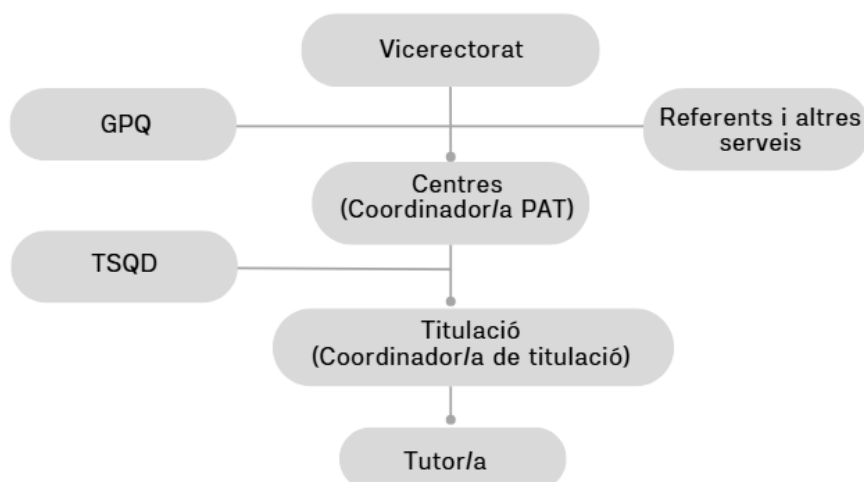 Vicerectorat
GPQ
Referents i altres
serveis
Centres
(Coordinador/a PAT)
TSQD
Titulació
(Coordinador/a de titulació)
Tutor/a